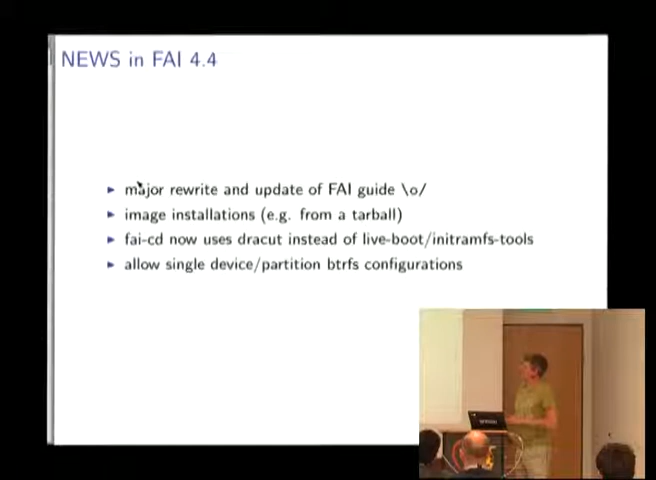 NEWS in FAI 4.4
major rewrite and update of FAI guide \o/
image installations (e.g. from a tarball)
fai-cd now uses dracut instead of live-boot/initramfs-tools
allow single device/partition btrfs configurations